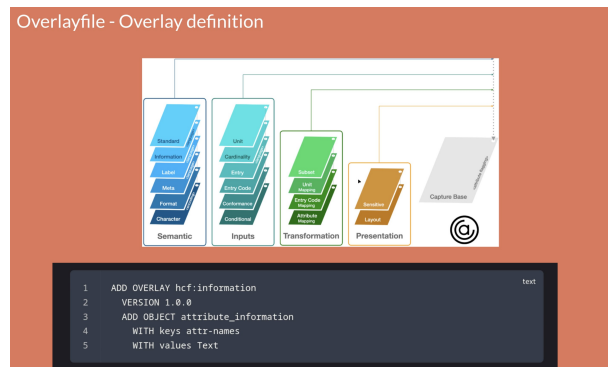 Overlayfile - Overlay definition
Standard
Information
Label
Meta
Format
Character
Semantic
Unit
Cardinality
Entry
Entry Code
Conformance
Conditional
Inputs
Subset
Unit
Mapping
Entry Code
Mapping
Attribute
Mapping
Transformation
Sensitive
Layout
Presentation
Capture Base
text
1 ADD OVERLAY hcf:information
2 VERSION 1.0.0
3 ADD OBJECT attribute_information
4 WITH keys attr-names
5 WITH values Text